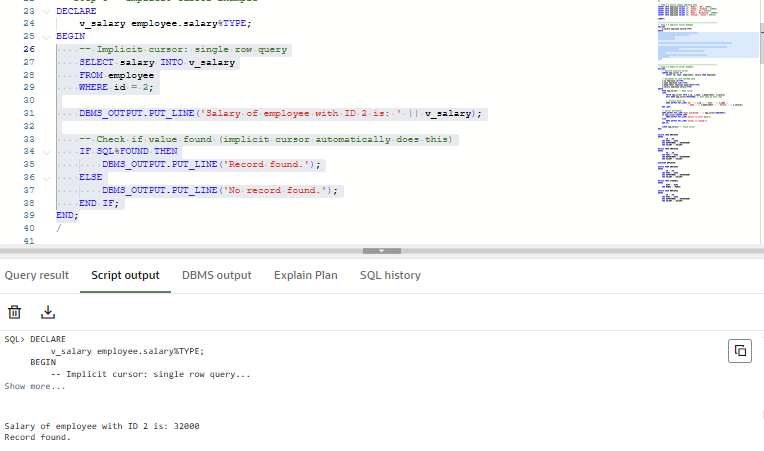 23 DECLARE
24 v_salary employee.salary%TYPE;
25 BEGIN
26 -- Implicit cursor: single row query
27 SELECT salary INTO v_salary
28 FROM employee
29 WHERE id = 2;
30
31 DBMS_OUTPUT.PUT_LINE('Salary of employee with ID 2 is: ' || v_salary);
32
33 -- Check if value found (implicit cursor automatically does this)
34 IF SQL%FOUND THEN
35 DBMS_OUTPUT.PUT_LINE('Record found.');
36 ELSE
37 DBMS_OUTPUT.PUT_LINE('No record found.');
38 END IF;
39 END;
40 /
41
Query result Script output DBMS output Explain Plan SQL history
SQL> DECLARE
v_salary employee.salary%TYPE;
BEGIN
-- Implicit cursor: single row query...
Show more...
Salary of employee with ID 2 is: 32000
Record found.